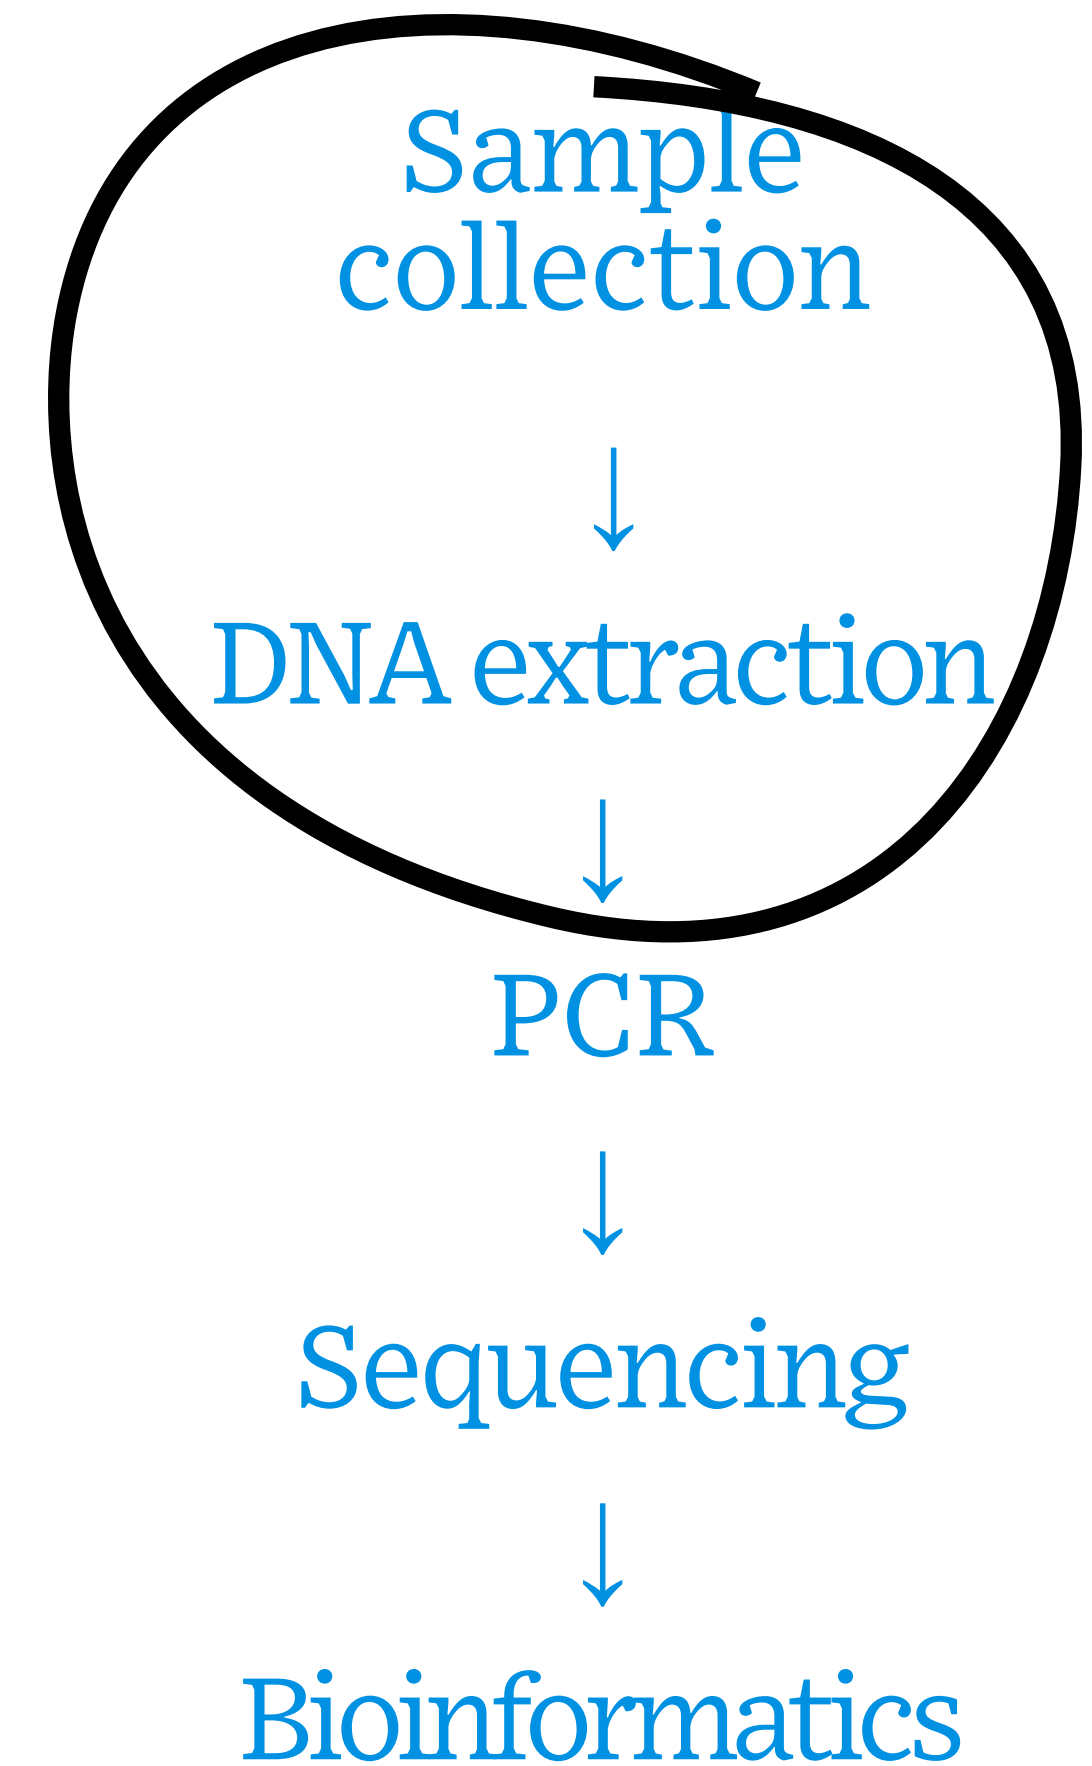 Sample
collection
↓
DNA extraction
↓
PCR
↓
Sequencing
↓
Bioinformatics